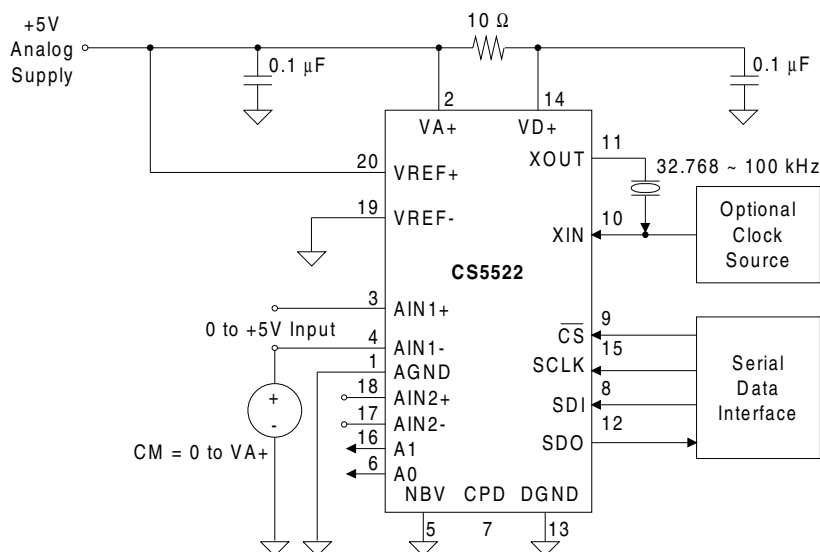 +5V
Analog
Supply
10 Ω
0.1 µF
0.1 µF
2
14
VA+
VD+
11
XOUT
32.768 ~ 100 kHz
20
VREF+
19
VREF-
10
XIN
Optional
Clock
Source
CS5522
3
AIN1+
0 to +5V Input
4
AIN1-
1
AGND
18
AIN2+
17
AIN2-
16
A1
6
A0
CM = 0 to VA+
+
-
9
CS
15
SCLK
8
SDI
12
SDO
Serial
Data
Interface
NBV
CPD
DGND
5
7
13